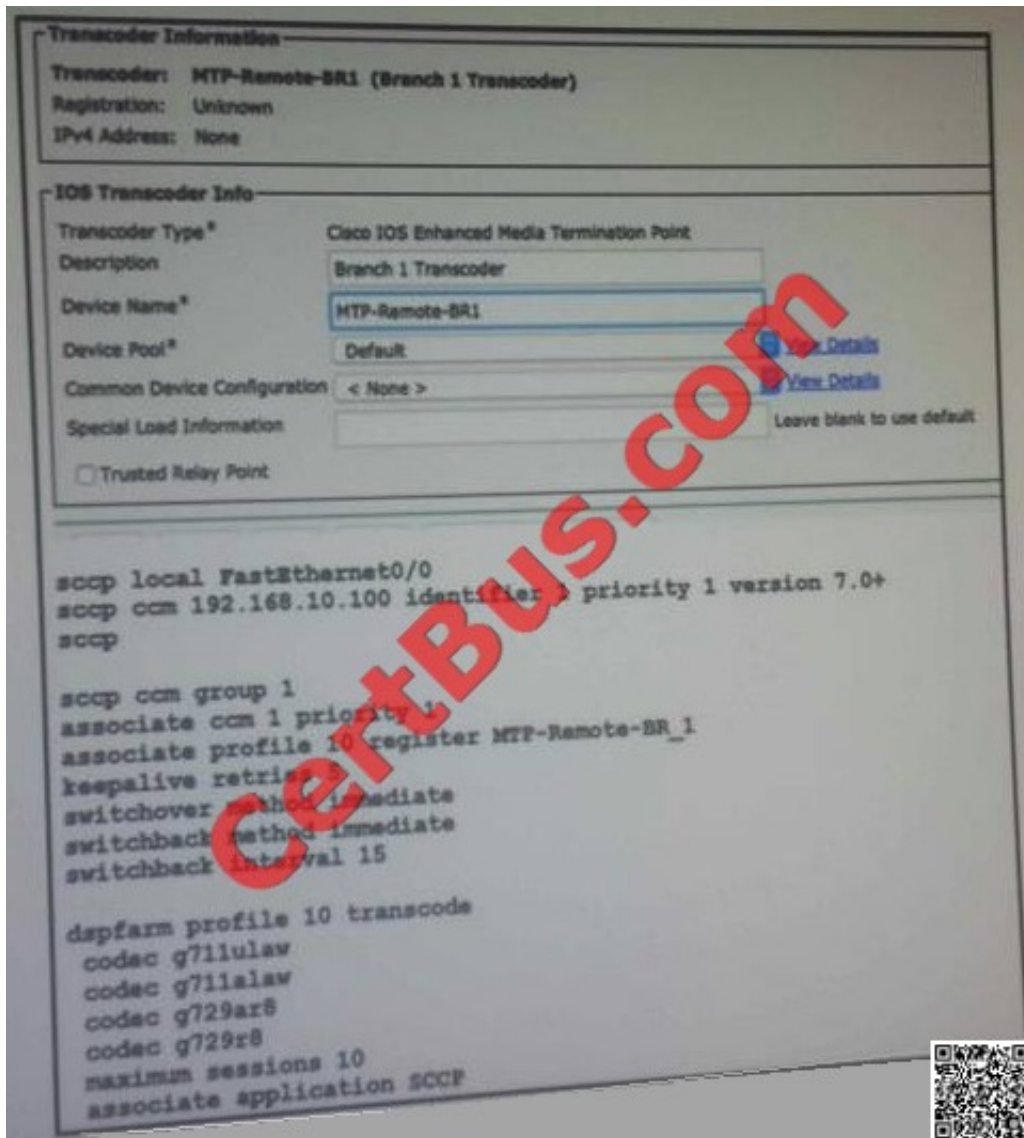 Transcoder Information
Transcoder: MTP-Remote-BR1 (Branch 1 Transcoder)
Registration: Unknown
IPv4 Address: None
IOS Transcoder Info
Transcoder Type* Cisco IOS Enhanced Media Termination Point
Description Branch 1 Transcoder
Device Name* MTP-Remote-BR1
Device Pool* Default View Details
Common Device Configuration < None > View Details
Special Load Information Leave blank to use default
Trusted Relay Point
sccp local FastEthernet0/0
sccp ccm 192.168.10.100 identifier 1 priority 1 version 7.0+
sccp
sccp ccm group 1
associate ccm 1 priority 1
associate profile 10 register MTP-Remote-BR_1
keepalive retries 5
switchover method immediate
switchback method immediate
switchback interval 15
dspfarm profile 10 transcode
codec g711ulaw
codec g711alaw
codec g729ar8
codec g729r8
maximum sessions 10
associate application SCCP
CertBus.com